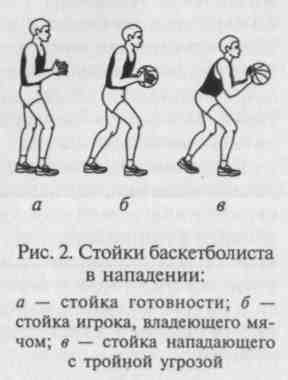 а б в
Рис. 2. Стойки баскетболиста
в нападении:
а — стойка готовности; б —
стойка игрока, владеющего мя-
чом; в — стойка нападающего
с тройной угрозой